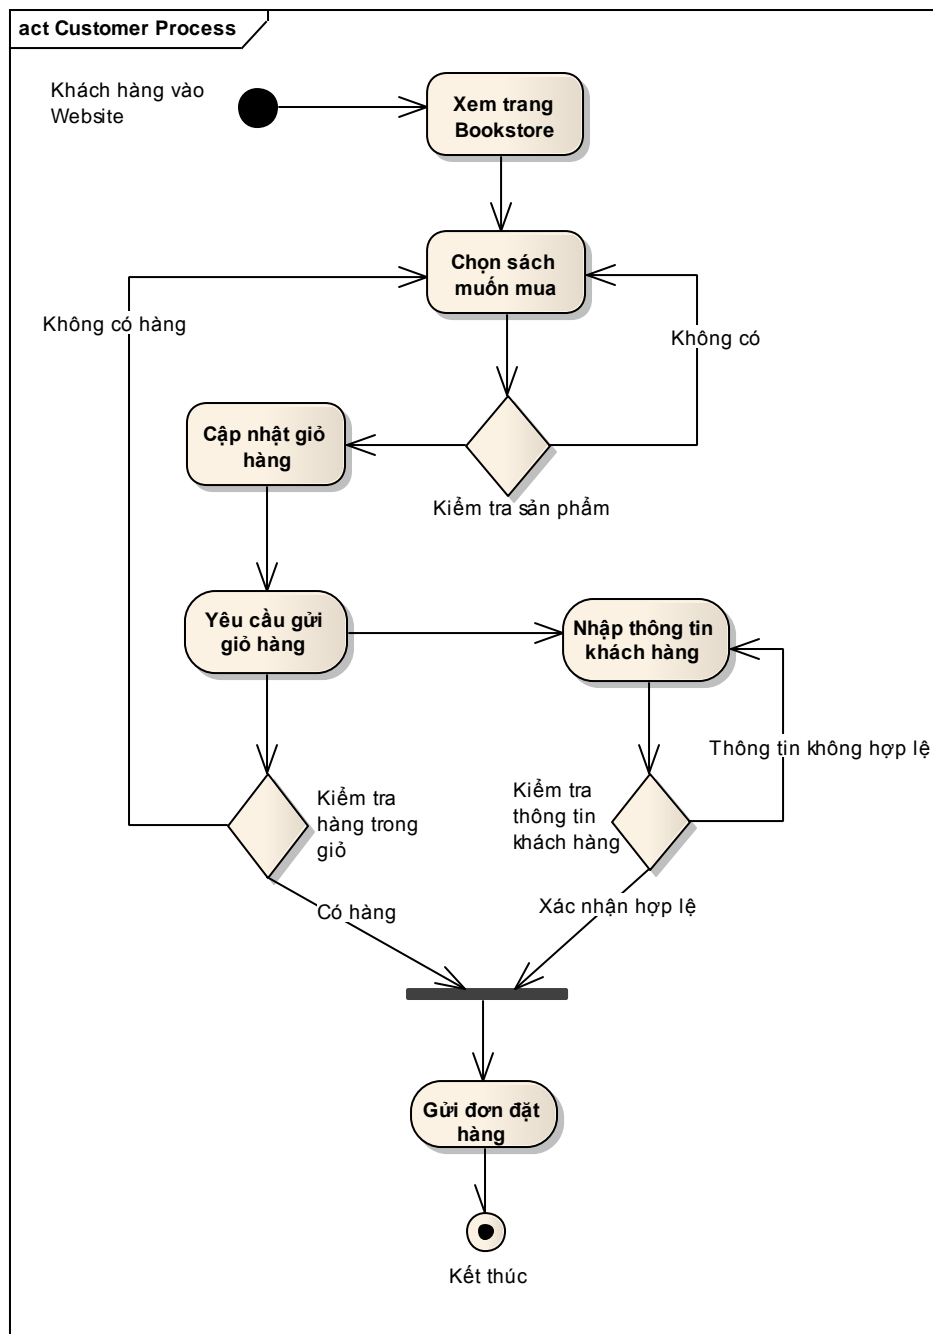 act Customer Process
Khách hàng vào
Website
Xem trang
Bookstore
Chọn sách
muốn mua
Không có hàng
Không có
Cập nhật giỏ
hàng
Kiểm tra sản phẩm
Yêu cầu gửi
giỏ hàng
Nhập thông tin
khách hàng
Thông tin không hợp lệ
Kiểm tra
hàng trong
giỏ
Kiểm tra
thông tin
khách hàng
Có hàng
Xác nhận hợp lệ
Gửi đơn đặt
hàng
Kết thúc